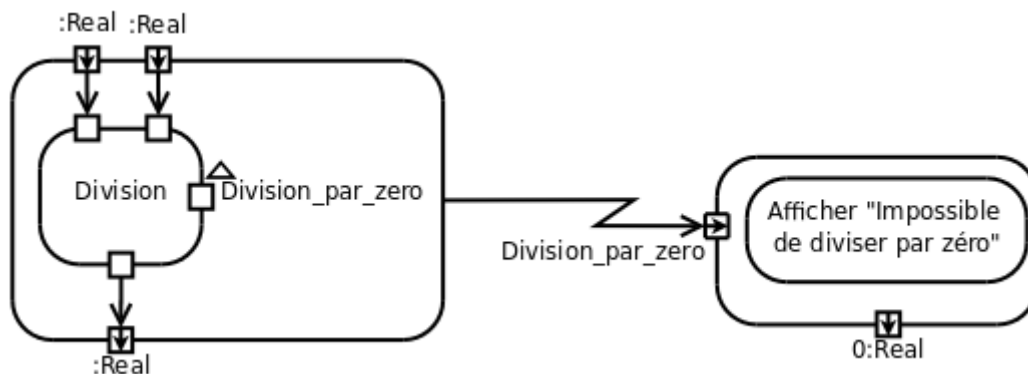 :Real :Real
Division
Division_par_zero
Division_par_zero
Afficher "Impossible
de diviser par zéro"
:Real
0:Real